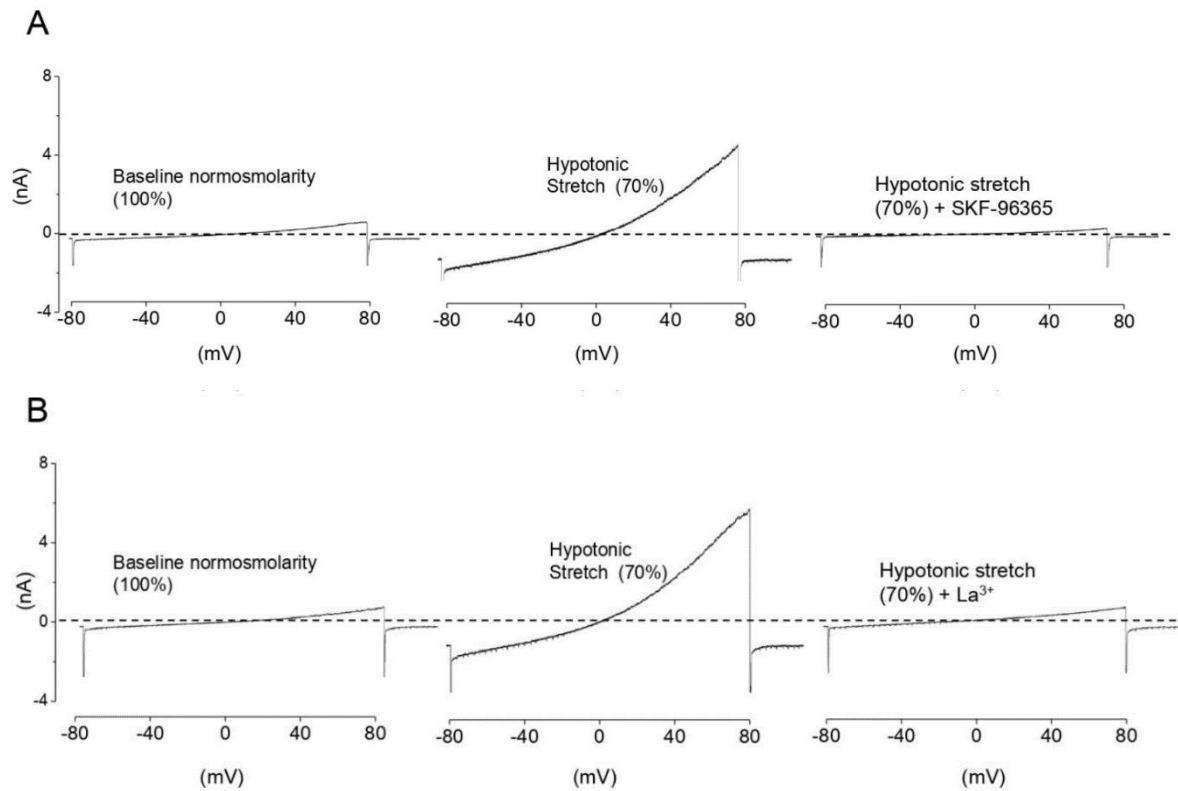 A
8
4
0
-4
(nA)
Baseline normosmolarity
(100%)
Hypotonic
Stretch (70%)
Hypotonic stretch
(70%) + SKF-96365
-80 -40 0 40 80
-80 -40 0 40 80
-80 -40 0 40 80
(mV) (mV) (mV)
B
8
4
0
-4
(nA)
Baseline normosmolarity
(100%)
Hypotonic
Stretch (70%)
Hypotonic stretch
(70%) + La³⁺
-80 -40 0 40 80
-80 -40 0 40 80
-80 -40 0 40 80
(mV) (mV) (mV)